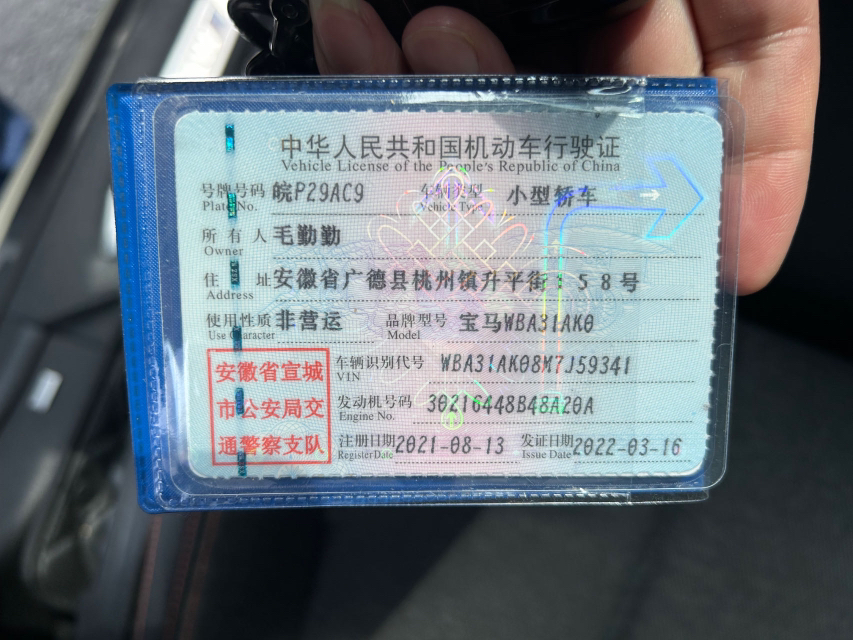 中华人民共和国机动车行驶证
Vehicle License of the People's Republic of China
号牌号码 皖P29AC9 车辆类型 小型轿车
Plate No. Vehicle Type
所有人 毛勤勤
Owner
住址 安徽省广德县桃州镇升平街:58号
Address
使用性质 非营运 品牌型号 宝马WBA31AK0
Use Character Model
安徽省宣城
市公安局交
通警察支队
车辆识别代号 WBA31AK08M7J59341
VIN
发动机号码 30216448B48A20A
Engine No.
注册日期 2021-08-13 发证日期 2022-03-16
Register Date Issue Date